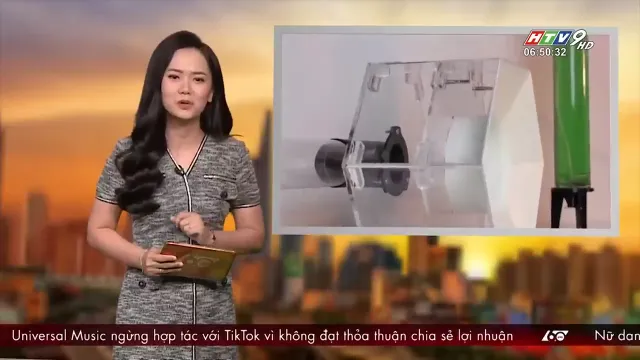 HTV9 HD
06:50:32
Universal Music ngừng hợp tác với TikTok vì không đạt thỏa thuận chia sẻ lợi nhuận
Nữ dan